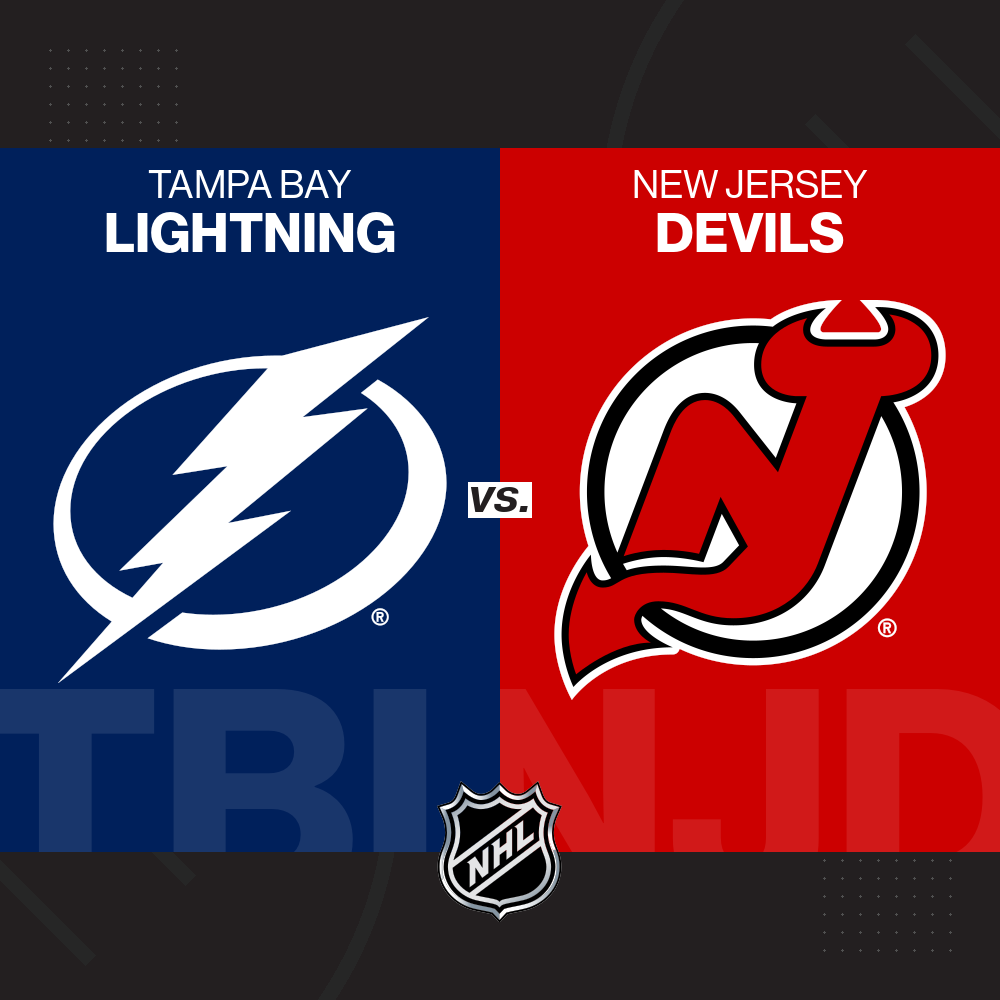 TAMPA BAY
LIGHTNING
NEW JERSEY
DEVILS
VS.
®
®
TBL
NJD
NHL